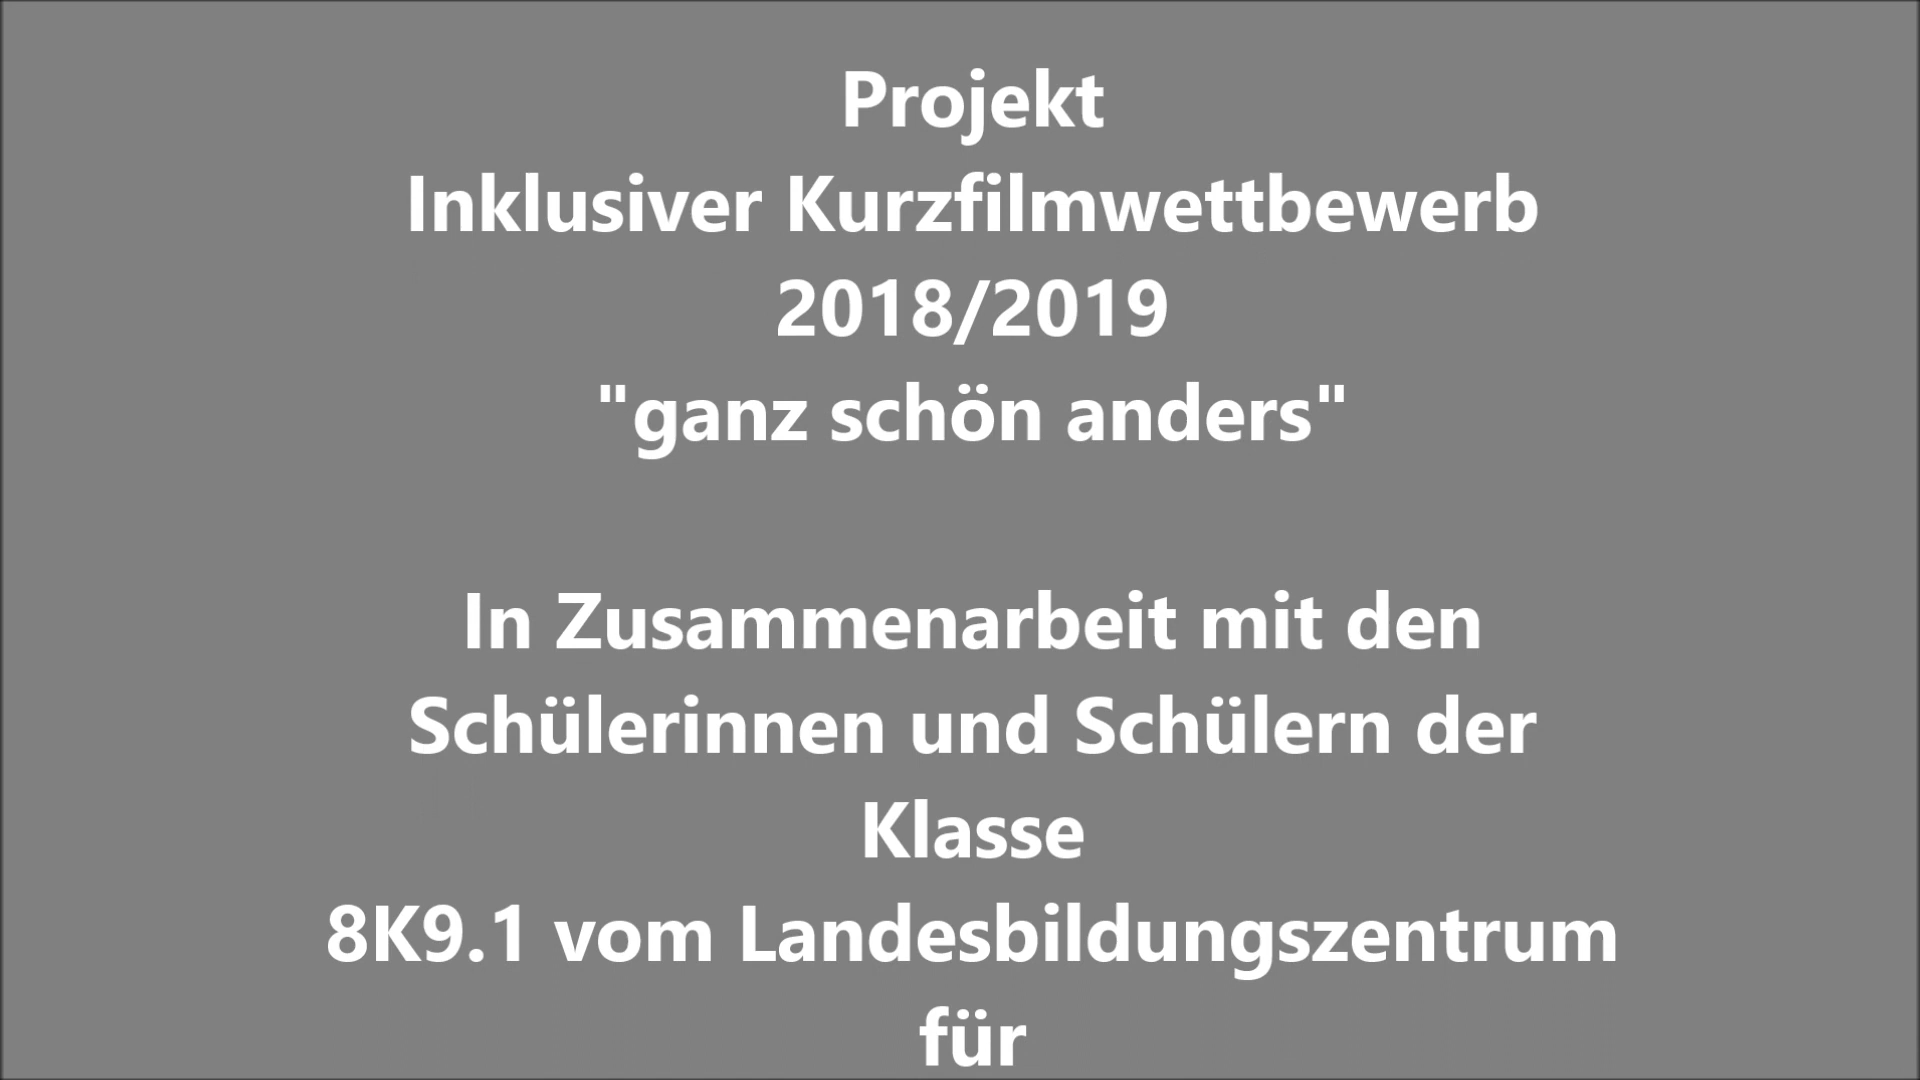 Projekt
Inklusiver Kurzfilmwettbewerb
2018/2019
"ganz schön anders"
In Zusammenarbeit mit den
Schülerinnen und Schülern der
Klasse
8K9.1 vom Landesbildungszentrum
für